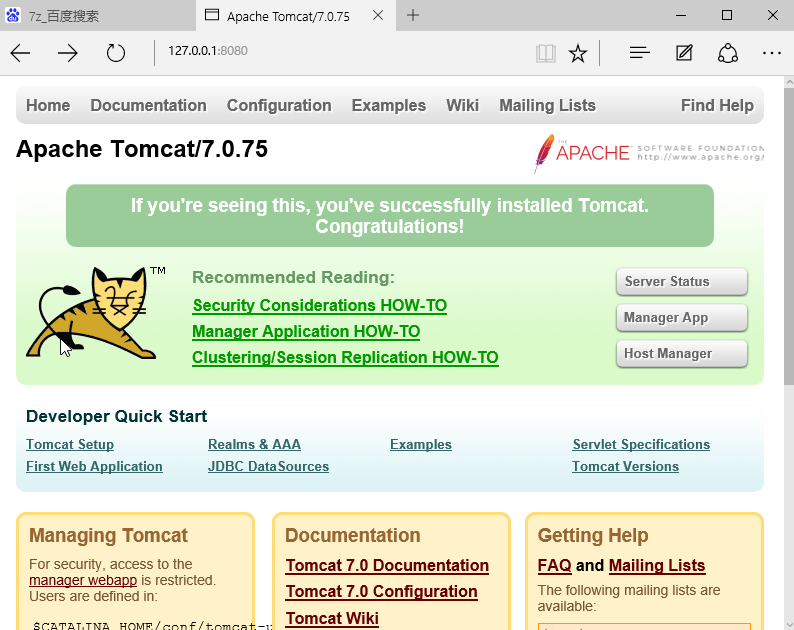 7z_百度搜索
Apache Tomcat/7.0.75
127.0.0.1:8080
Home Documentation Configuration Examples Wiki Mailing Lists Find Help
Apache Tomcat/7.0.75
THE
APACHE SOFTWARE FOUNDATION
http://www.apache.org/
If you're seeing this, you've successfully installed Tomcat.
Congratulations!
TM
Recommended Reading:
Security Considerations HOW-TO
Manager Application HOW-TO
Clustering/Session Replication HOW-TO
Server Status
Manager App
Host Manager
Developer Quick Start
Tomcat Setup Realms & AAA Examples Servlet Specifications
First Web Application JDBC DataSources Tomcat Versions
Managing Tomcat
For security, access to the
manager webapp is restricted.
Users are defined in:
$CATALINA_HOME/conf/tomcat-u
Documentation
Tomcat 7.0 Documentation
Tomcat 7.0 Configuration
Tomcat Wiki
Getting Help
FAQ and Mailing Lists
The following mailing lists are
available: